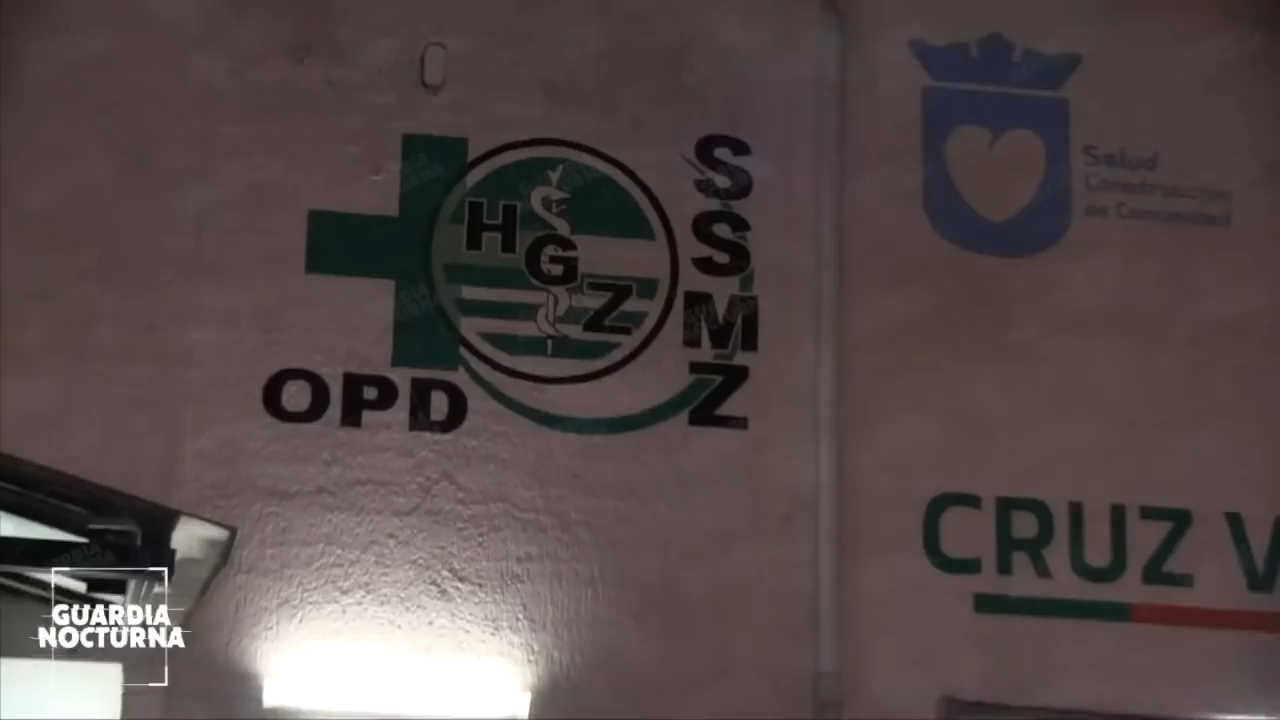 HGZ
SSMZ
OPD
Salud
Construcción
de Comunidad
CRUZ V
GUARDIA
NOCTURNA